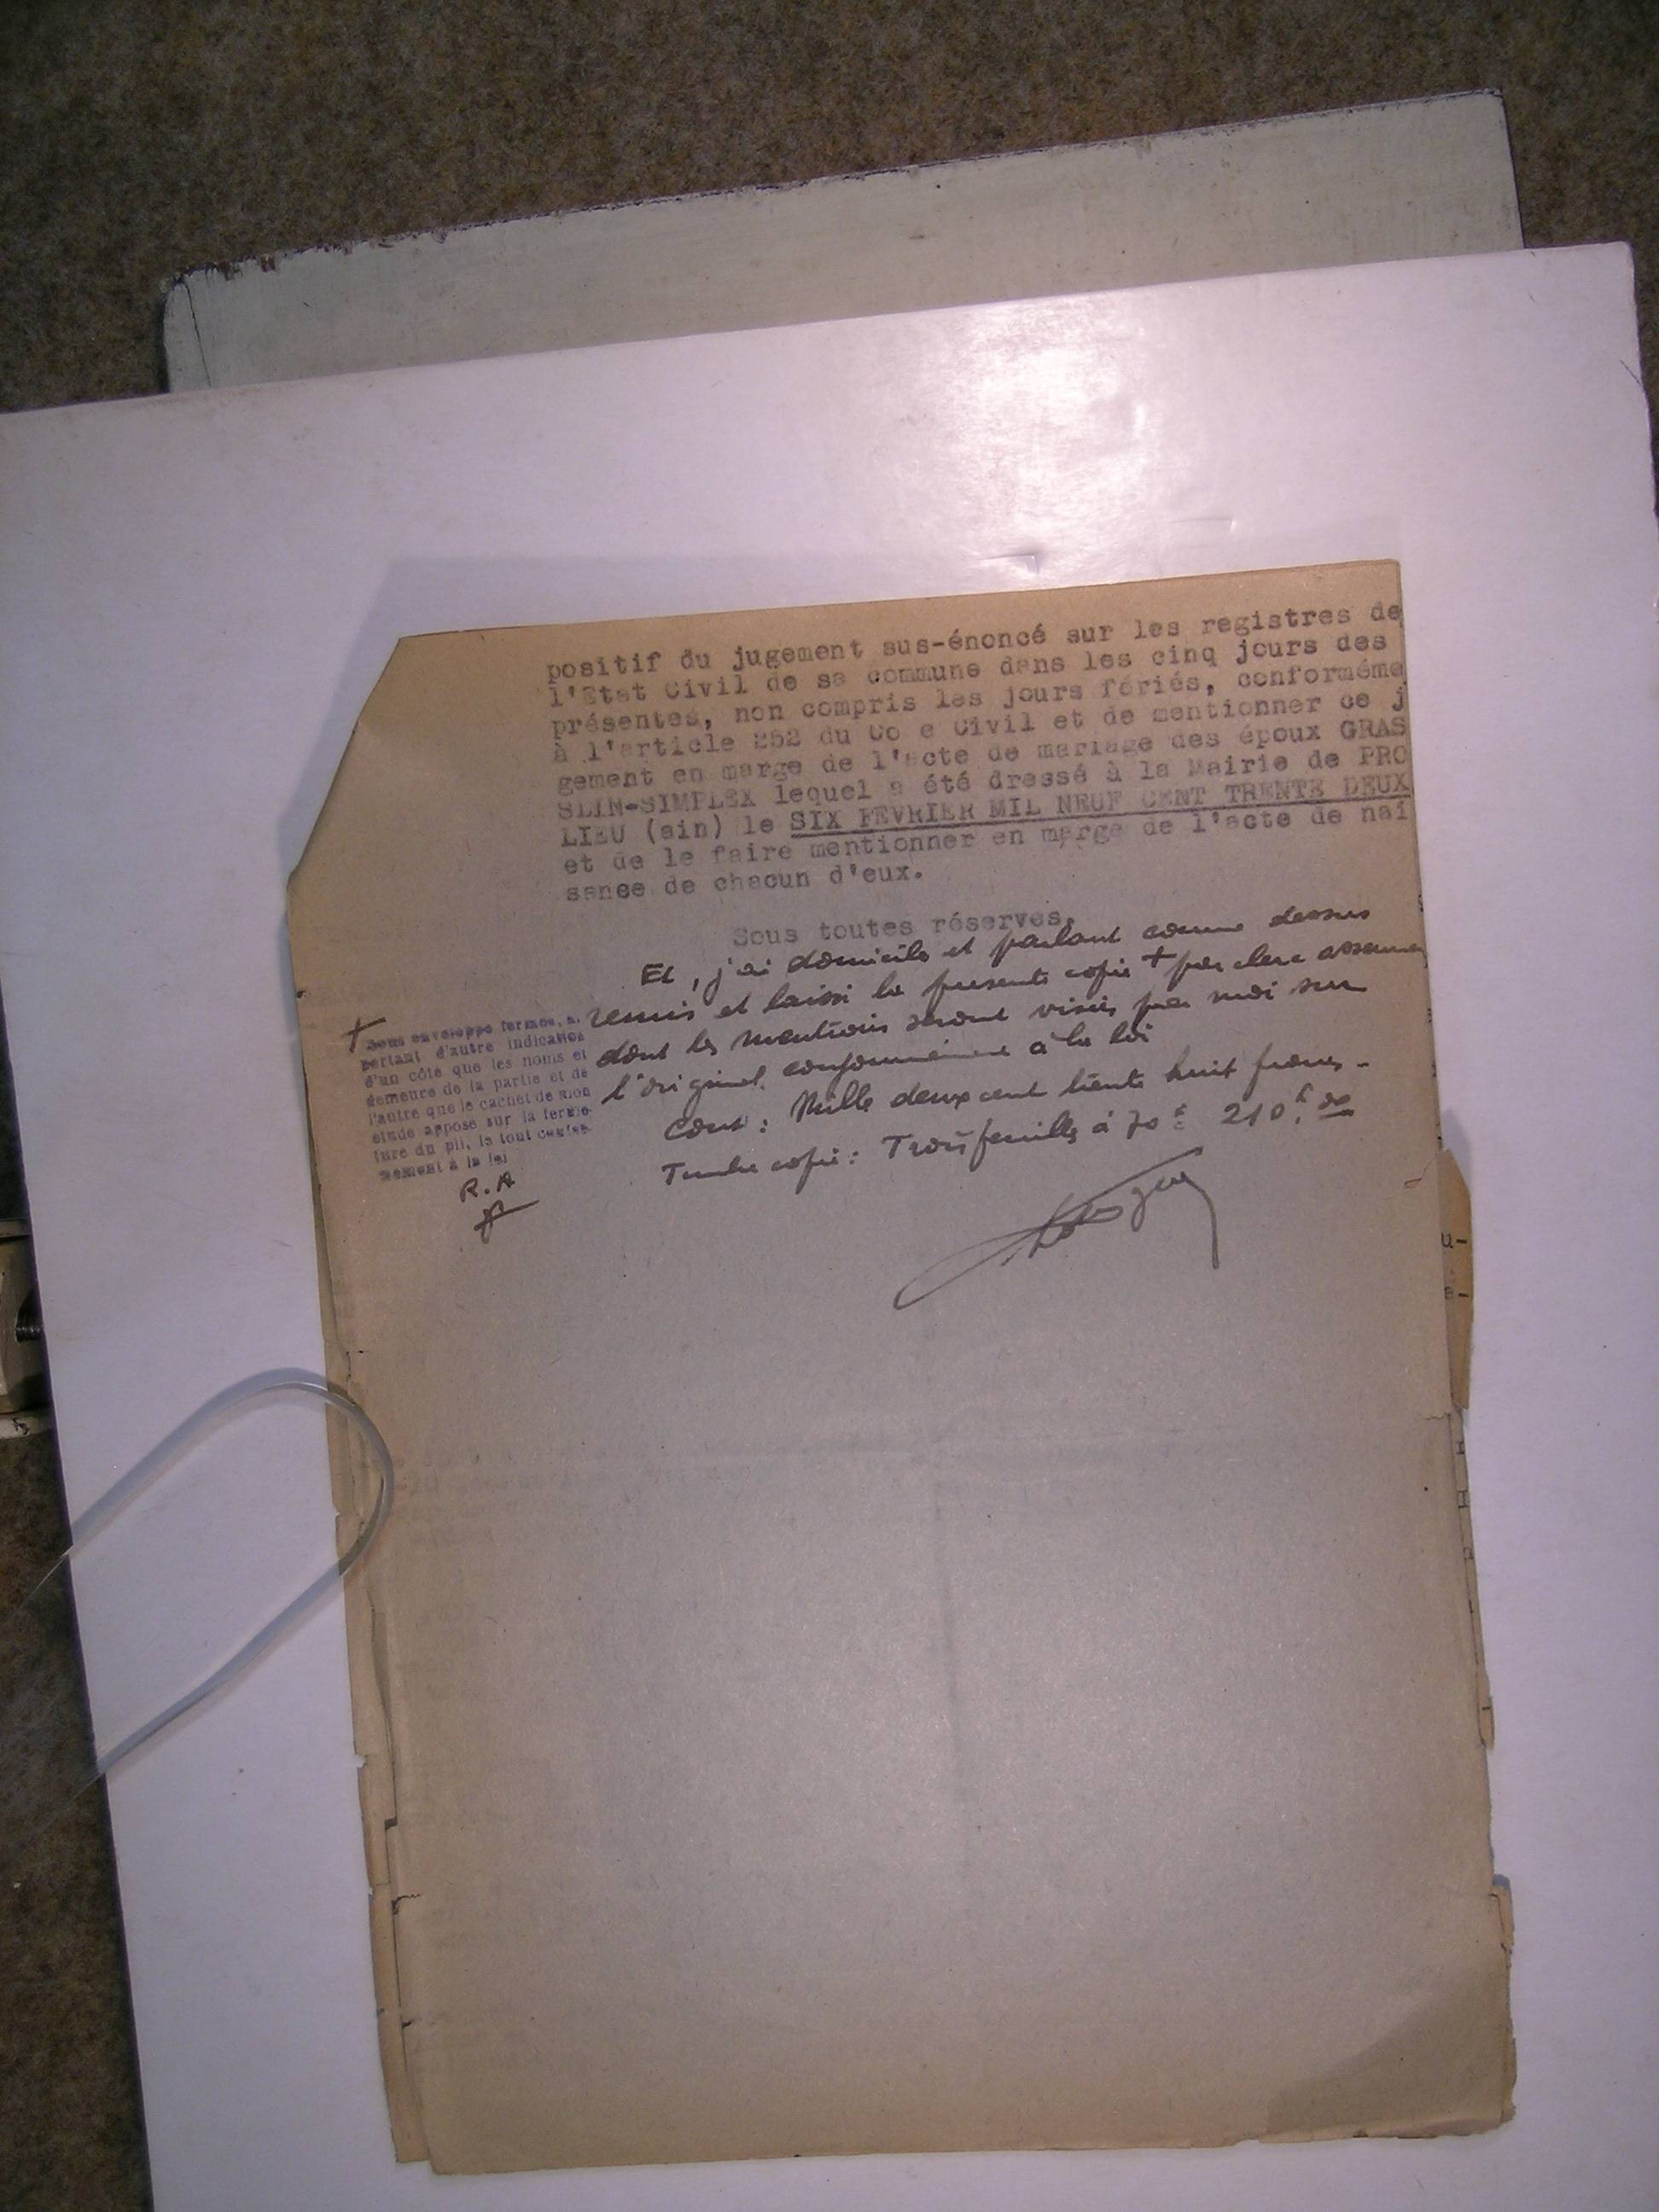 positif du jugement sus-énoncé sur les registres de
l'Etat Civil de sa commune dans les cinq jours des
présentes, non compris les jours fériés, conforméme
à l'article 252 du Co e Civil et de mentionner ce j
gement en marge de l'acte de mariage des époux GRAS
SLIN-SIMPLEX lequel a été dressé à la Mairie de PRO
LIEU (ain) le SIX FEVRIER MIL NEUF CENT TRENTE DEUX
et de le faire mentionner en marge de l'acte de nai
sance de chacun d'eux.
Sous toutes réserves.
Et, j'ai domicile et parlant comme dessus
remis et laissé la presente copie + par clerc assermen
dont les mentions seront visées par moi sur
l'original conformément à la loi
Cout: Mille deux cent trente huit francs -
Timbre copie: Trois feuilles à 70 f 210 f. 00
+ Sous enveloppe fermée, n.
portant d'autre indication
d'un côté que les noms et
demeure de la partie et de
l'autre que le cachet de mon
étude apposé sur la ferme-
ture du pli, le tout confor-
mément à la loi
R.A
u-
e-